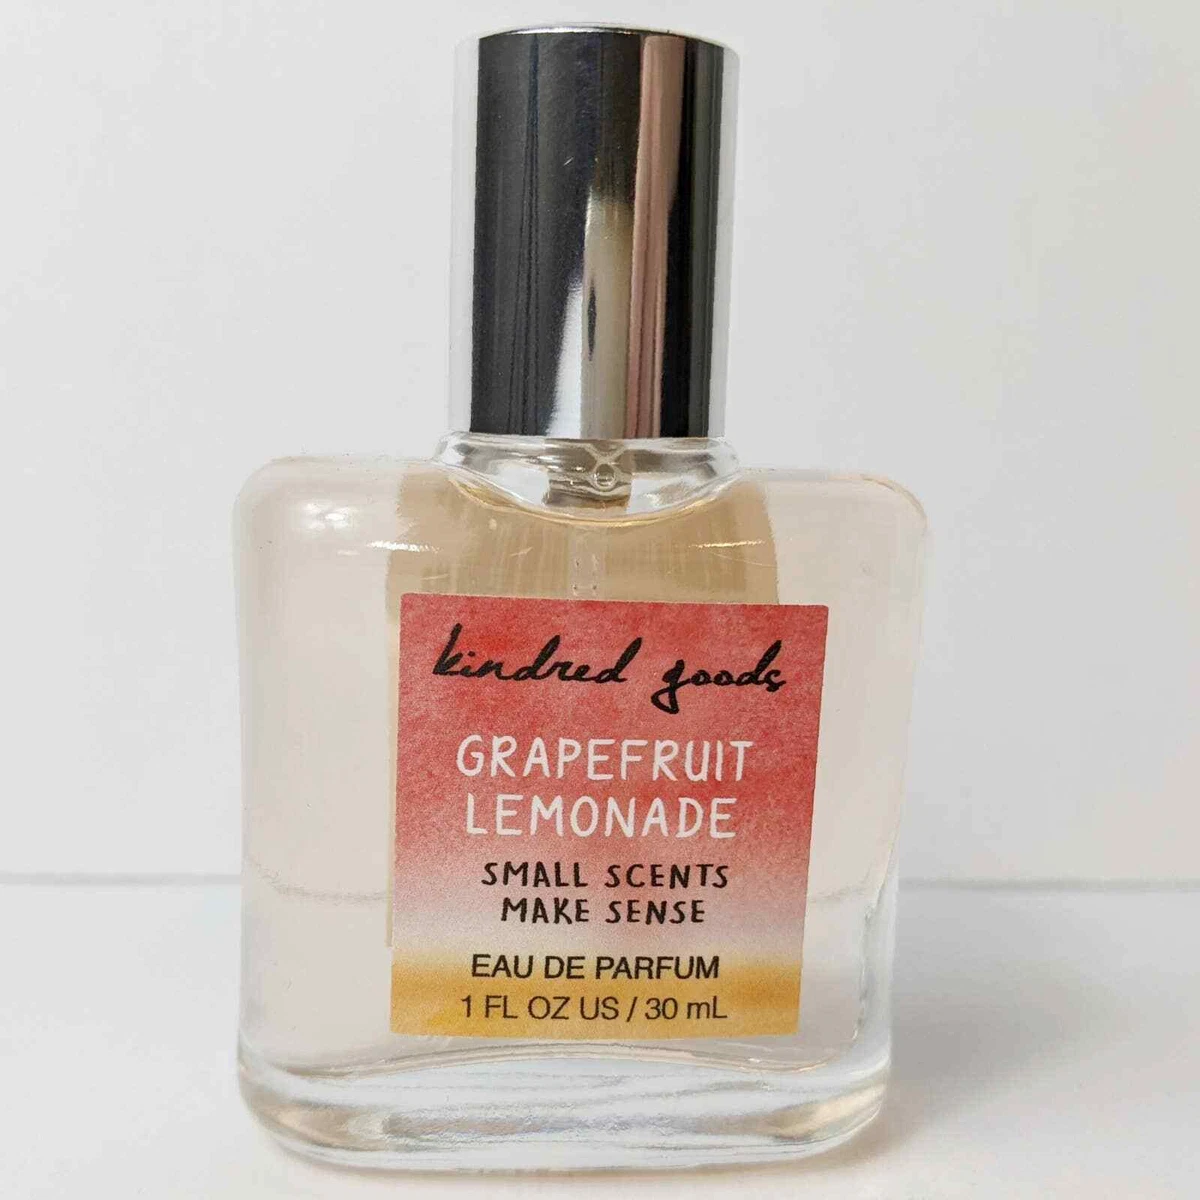 kindred goods
GRAPEFRUIT
LEMONADE
SMALL SCENTS
MAKE SENSE
EAU DE PARFUM
1 FL OZ US / 30 mL